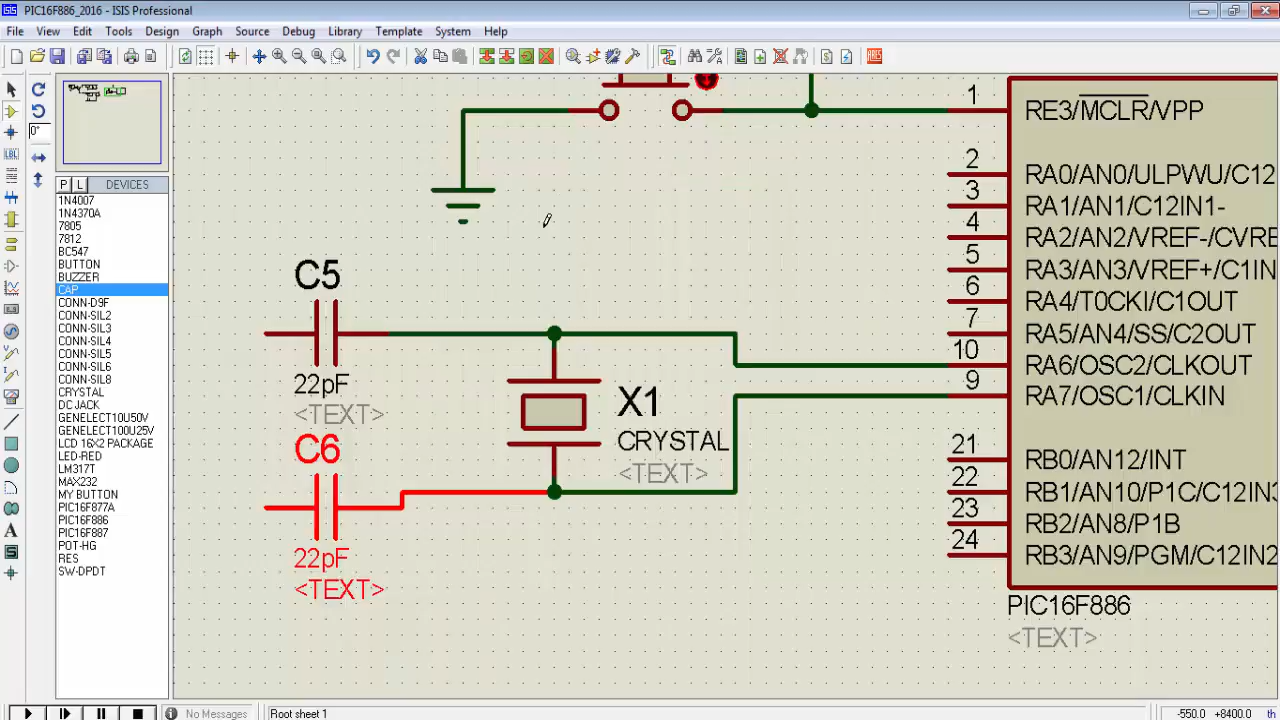 PIC16F886_2016 - ISIS Professional
File View Edit Tools Design Graph Source Debug Library Template System Help
0°
P L DEVICES
1N4007
1N4370A
7805
7812
BC547
BUTTON
BUZZER
CAP
CONN-D9F
CONN-SIL2
CONN-SIL3
CONN-SIL4
CONN-SIL5
CONN-SIL6
CONN-SIL8
CRYSTAL
DC JACK
GENELECT100U50V
GENELECT100U25V
LCD 16×2 PACKAGE
LED-RED
LM317T
MAX232
MY BUTTON
PIC16F877A
PIC16F886
PIC16F887
POT-HG
RES
SW-DPDT
C5
22pF
<TEXT>
C6
22pF
<TEXT>
X1
CRYSTAL
<TEXT>
1 RE3/MCLR/VPP
2 RA0/AN0/ULPWU/C12
3 RA1/AN1/C12IN1-
4 RA2/AN2/VREF-/CVRE
5 RA3/AN3/VREF+/C1IN
6 RA4/T0CKI/C1OUT
7 RA5/AN4/SS/C2OUT
10 RA6/OSC2/CLKOUT
9 RA7/OSC1/CLKIN
21 RB0/AN12/INT
22 RB1/AN10/P1C/C12IN3
23 RB2/AN8/P1B
24 RB3/AN9/PGM/C12IN2
PIC16F886
<TEXT>
No Messages Root sheet 1 -550.0 +8400.0 th